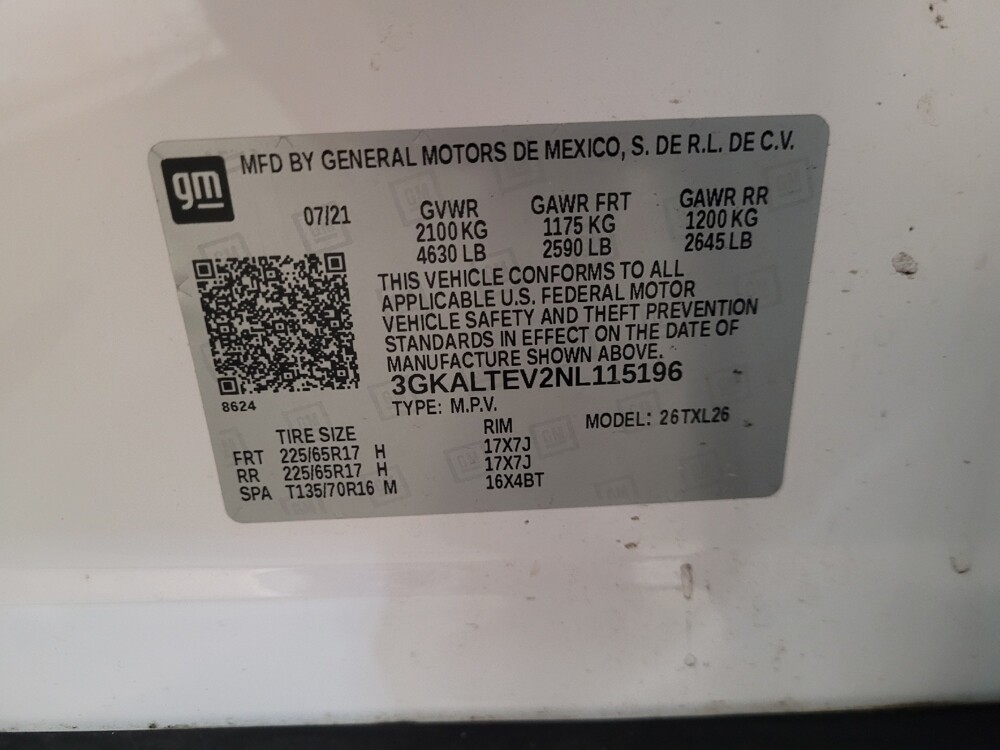 MFD BY GENERAL MOTORS DE MEXICO, S. DE R.L. DE C.V.
gm
07/21
GVWR GAWR FRT GAWR RR
2100 KG 1175 KG 1200 KG
4630 LB 2590 LB 2645 LB
THIS VEHICLE CONFORMS TO ALL
APPLICABLE U.S. FEDERAL MOTOR
VEHICLE SAFETY AND THEFT PREVENTION
STANDARDS IN EFFECT ON THE DATE OF
MANUFACTURE SHOWN ABOVE.
3GKALTEV2NL115196
8624
TYPE: M.P.V. MODEL: 26TXL26
TIRE SIZE RIM
FRT 225/65R17 H 17X7J
RR 225/65R17 H 17X7J
SPA T135/70R16 M 16X4BT